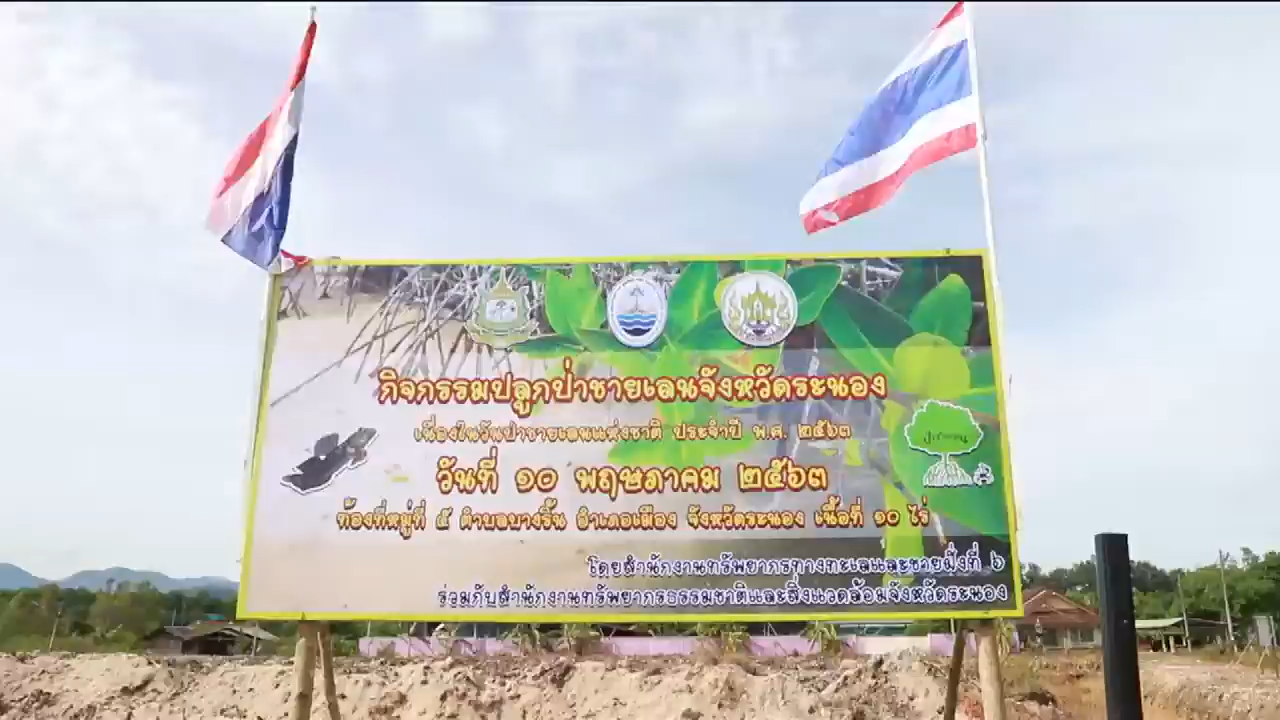 กิจกรรมปลูกป่าชายเลนจังหวัดระนอง
เนื่องในวันป่าชายเลนแห่งชาติ ประจำปี พ.ศ. ๒๕๖๓
วันที่ ๑๐ พฤษภาคม ๒๕๖๓
ท้องที่หมู่ที่ ๕ ตำบลบางริ้น อำเภอเมือง จังหวัดระนอง เนื้อที่ ๑๐ ไร่
โดยสำนักงานทรัพยากรทางทะเลและชายฝั่งที่ ๖
ร่วมกับสำนักงานทรัพยากรธรรมชาติและสิ่งแวดล้อมจังหวัดระนอง